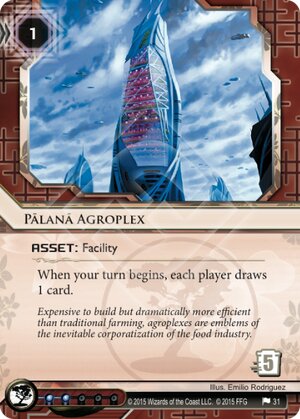 1
PĀLANĀ AGROPLEX
ASSET: Facility
When your turn begins, each player draws
1 card.
Expensive to build but dramatically more efficient
than traditional farming, agroplexes are emblems of
the inevitable corporatization of the food industry.
5
Illus. Emilio Rodriguez
© 2015 Wizards of the Coast LLC. © 2015 FFG
31